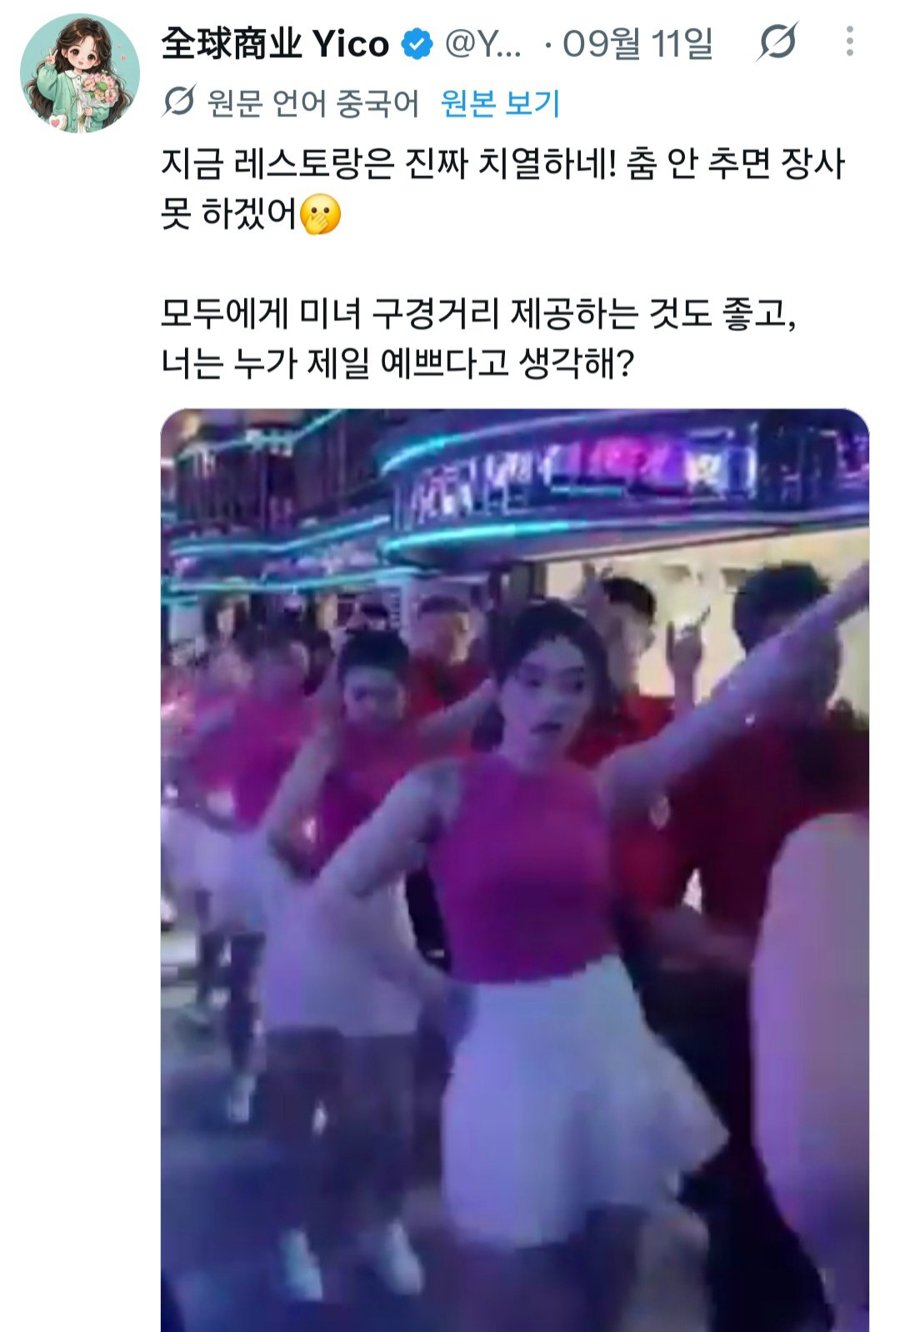 全球商业 Yico @Y... · 09월 11일
원문 언어 중국어 원본 보기
지금 레스토랑은 진짜 치열하네! 춤 안 추면 장사
못 하겠어🫢
모두에게 미녀 구경거리 제공하는 것도 좋고,
너는 누가 제일 예쁘다고 생각해?